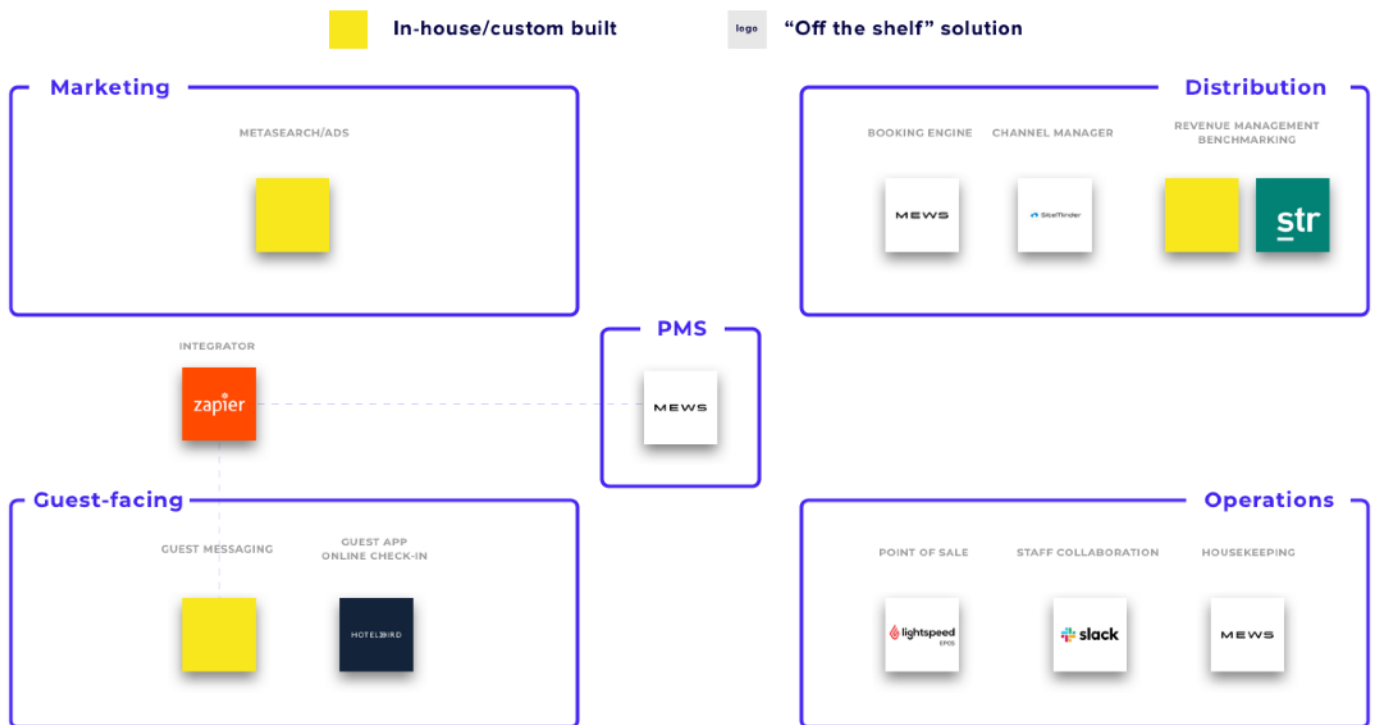 In-house/custom built
logo
“Off the shelf” solution
Marketing
METASEARCH/ADS
Distribution
BOOKING ENGINE
CHANNEL MANAGER
REVENUE MANAGEMENT
BENCHMARKING
MEWS
SiteMinder
str
INTEGRATOR
zapier
PMS
MEWS
Guest-facing
GUEST MESSAGING
GUEST APP
ONLINE CHECK-IN
HOTELBIRD
Operations
POINT OF SALE
STAFF COLLABORATION
HOUSEKEEPING
lightspeed
EPOS
slack
MEWS